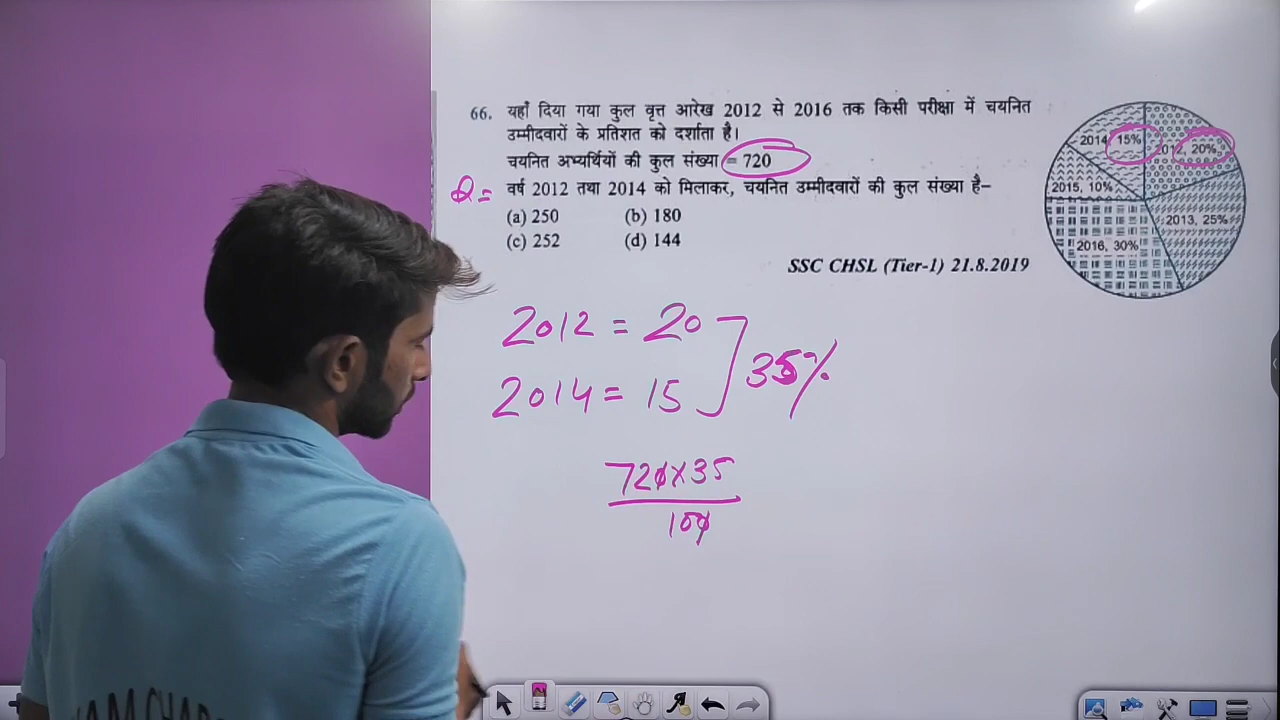 66. यहाँ दिया गया कुल वृत्त आरेख 2012 से 2016 तक किसी परीक्षा में चयनित
उम्मीदवारों के प्रतिशत को दर्शाता है।
चयनित अभ्यर्थियों की कुल संख्या = 720
Q = वर्ष 2012 तथा 2014 को मिलाकर, चयनित उम्मीदवारों की कुल संख्या है–
(a) 250 (b) 180
(c) 252 (d) 144
SSC CHSL (Tier-1) 21.8.2019
2014 15%
2012, 20%
2015, 10%
2013, 25%
2016, 30%
2012 = 20
2014 = 15
35%
720x35
100